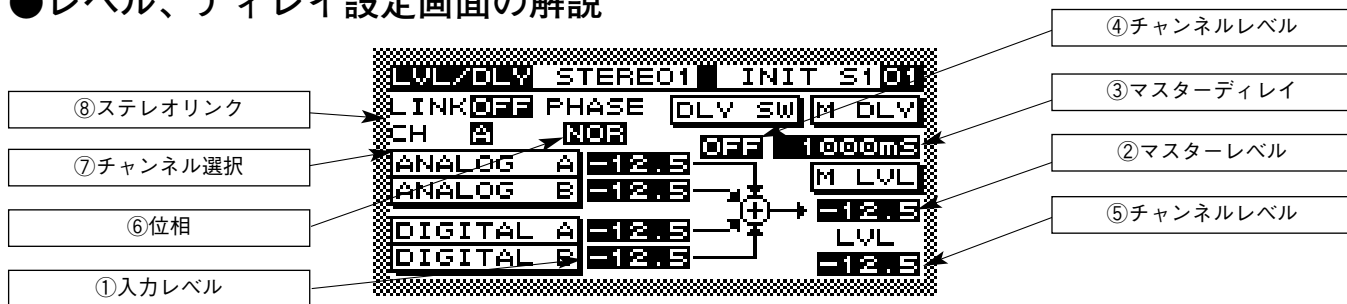 ●レベル、ディレイ設定画面の解説
④チャンネルレベル
③マスターディレイ
②マスターレベル
⑤チャンネルレベル
⑧ステレオリンク
⑦チャンネル選択
⑥位相
①入力レベル
LVL/DLY STEREO1 INIT S1 01
LINK OFF PHASE DLY SW M DLY
CH A NOR OFF 1000mS
ANALOG A -12.5 M LVL
ANALOG B -12.5 -12.5
DIGITAL A -12.5 LVL
DIGITAL B -12.5 -12.5